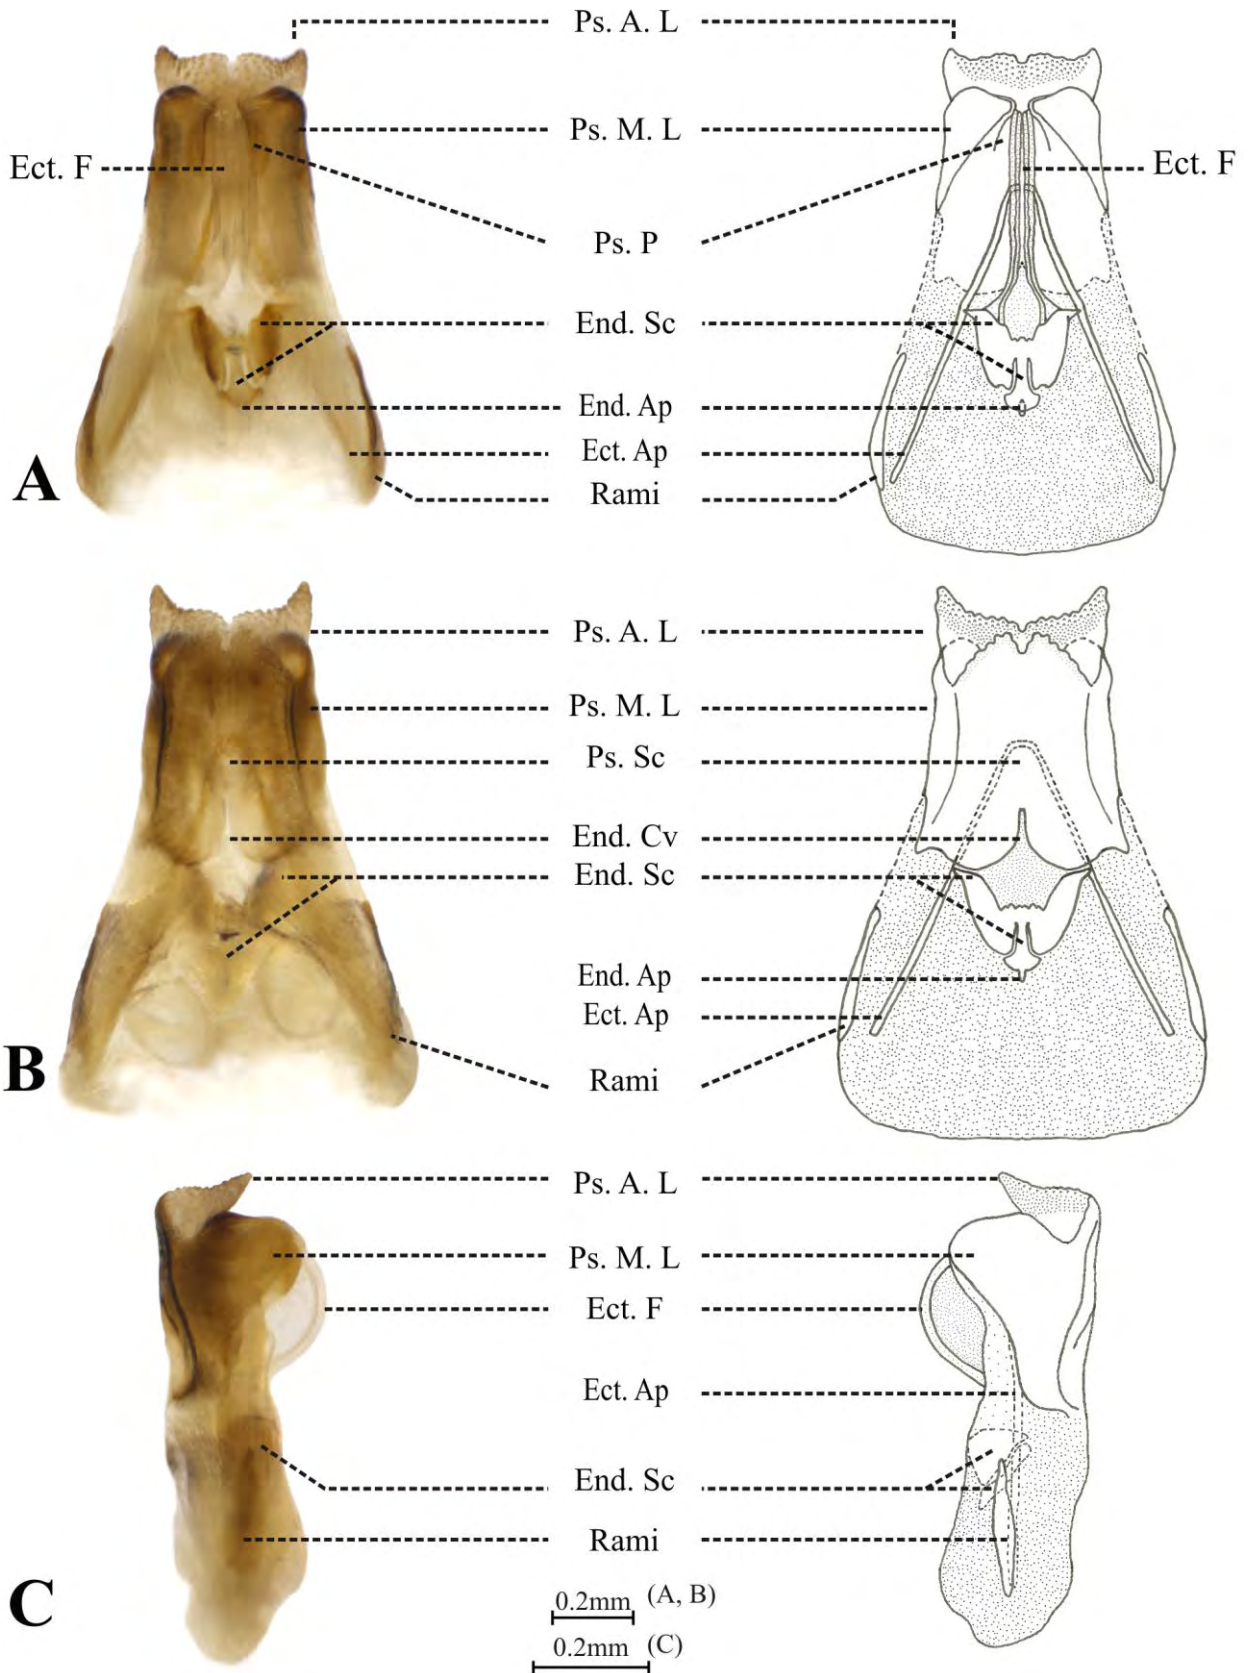 Ps. A. L
Ps. M. L
Ect. F
Ect. F
Ps. P
End. Sc
End. Ap
Ect. Ap
Rami
A
Ps. A. L
Ps. M. L
Ps. Sc
End. Cv
End. Sc
End. Ap
Ect. Ap
Rami
B
Ps. A. L
Ps. M. L
Ect. F
Ect. Ap
End. Sc
Rami
C
0.2mm (A, B)
0.2mm (C)